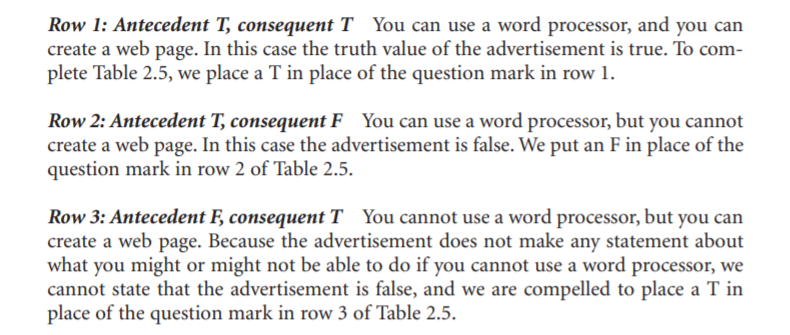 Row 1: Antecedent T, consequent T You can use a word processor, and you can
create a web page. In this case the truth value of the advertisement is true. To com-
plete Table 2.5, we place a T in place of the question mark in row 1.
Row 2: Antecedent T, consequent F You can use a word processor, but you cannot
create a web page. In this case the advertisement is false. We put an F in place of the
question mark in row 2 of Table 2.5.
Row 3: Antecedent F, consequent T You cannot use a word processor, but you can
create a web page. Because the advertisement does not make any statement about
what you might or might not be able to do if you cannot use a word processor, we
cannot state that the advertisement is false, and we are compelled to place a T in
place of the question mark in row 3 of Table 2.5.